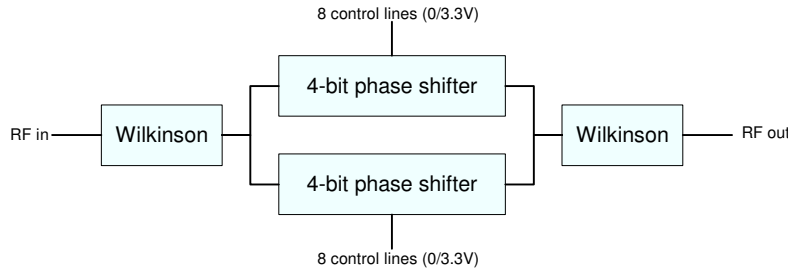 8 control lines (0/3.3V)
4-bit phase shifter
RF in
Wilkinson
Wilkinson
RF out
4-bit phase shifter
8 control lines (0/3.3V)